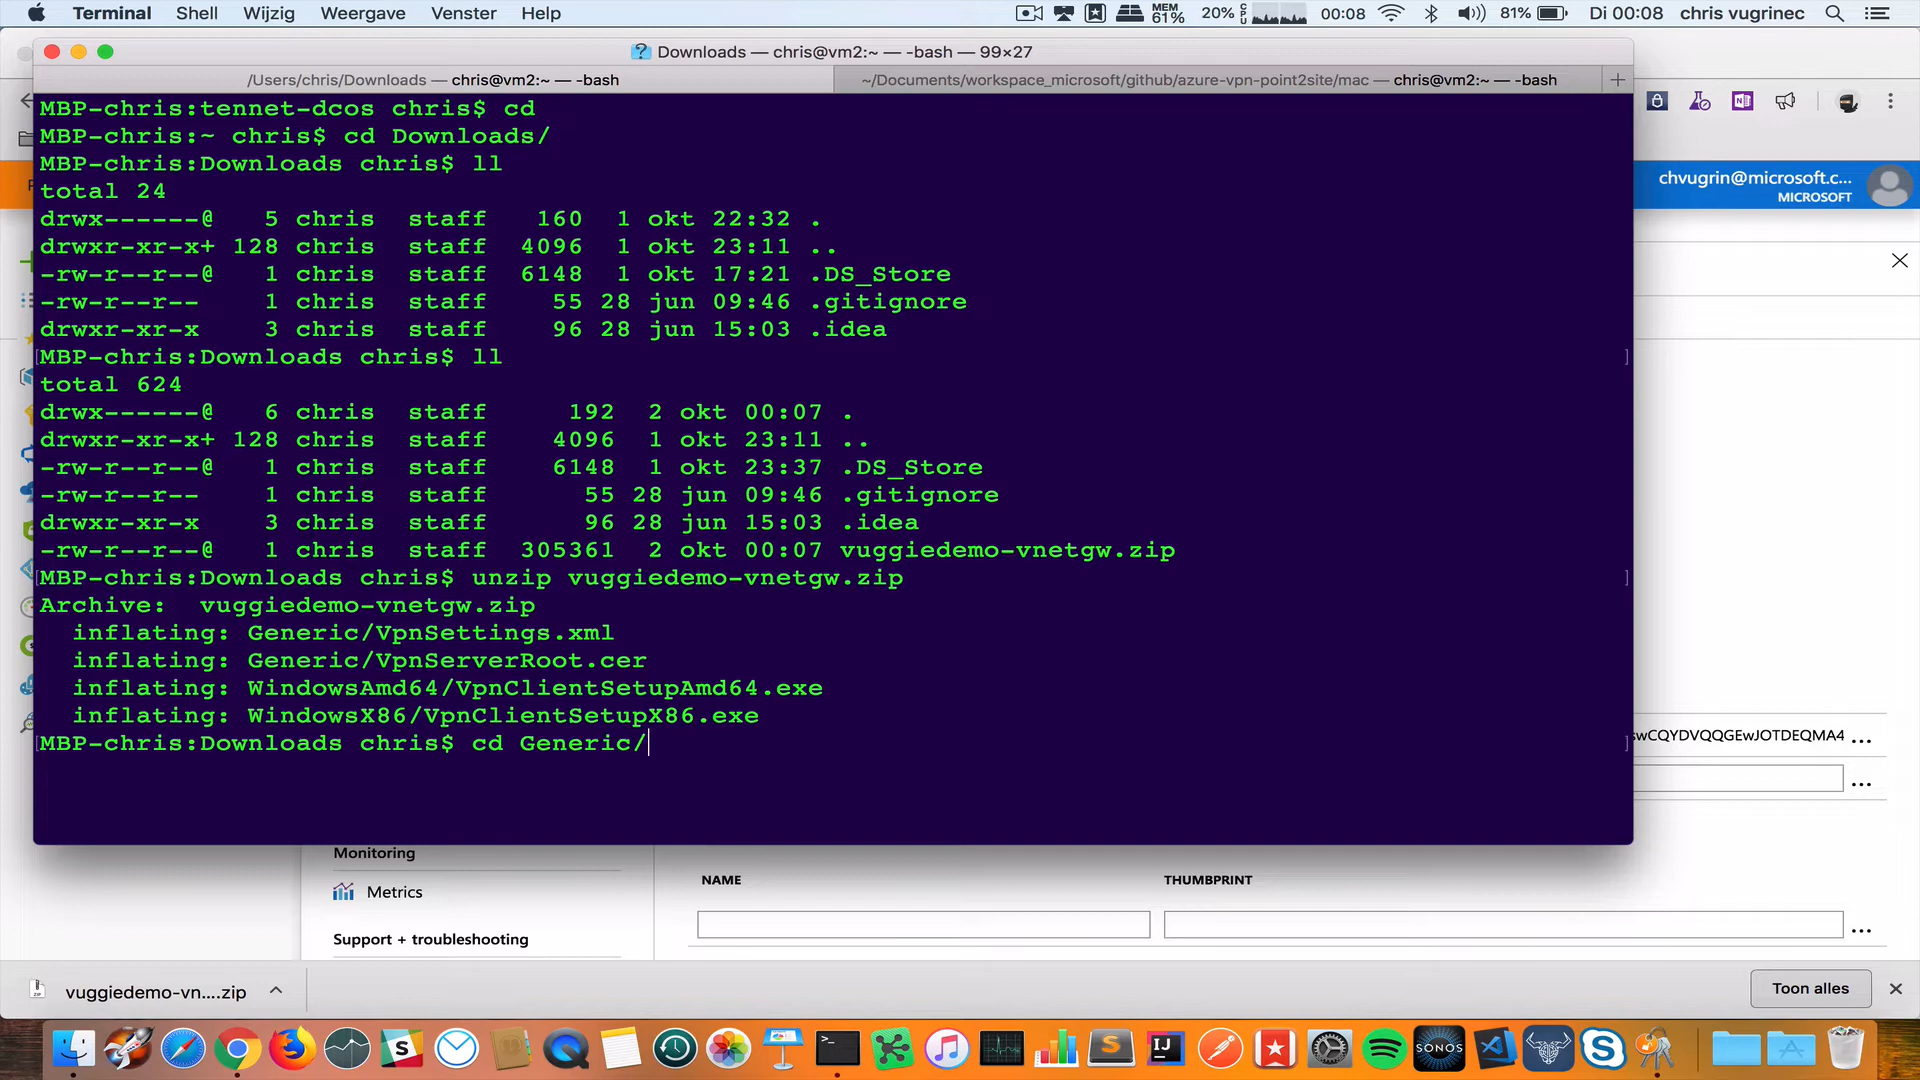 Terminal Shell Wijzig Weergave Venster Help MEM 61% 20% CPU 00:08 81% Di 00:08 chris vugrinec
Downloads — chris@vm2:~ — -bash — 99×27
/Users/chris/Downloads — chris@vm2:~ — -bash ~/Documents/workspace_microsoft/github/azure-vpn-point2site/mac — chris@vm2:~ — -bash +
MBP-chris:tennet-dcos chris$ cd
MBP-chris:~ chris$ cd Downloads/
MBP-chris:Downloads chris$ ll
total 24
drwx------@ 5 chris staff 160 1 okt 22:32 .
drwxr-xr-x+ 128 chris staff 4096 1 okt 23:11 ..
-rw-r--r--@ 1 chris staff 6148 1 okt 17:21 .DS_Store
-rw-r--r-- 1 chris staff 55 28 jun 09:46 .gitignore
drwxr-xr-x 3 chris staff 96 28 jun 15:03 .idea
[MBP-chris:Downloads chris$ ll ]
total 624
drwx------@ 6 chris staff 192 2 okt 00:07 .
drwxr-xr-x+ 128 chris staff 4096 1 okt 23:11 ..
-rw-r--r--@ 1 chris staff 6148 1 okt 23:37 .DS_Store
-rw-r--r-- 1 chris staff 55 28 jun 09:46 .gitignore
drwxr-xr-x 3 chris staff 96 28 jun 15:03 .idea
-rw-r--r--@ 1 chris staff 305361 2 okt 00:07 vuggiedemo-vnetgw.zip
[MBP-chris:Downloads chris$ unzip vuggiedemo-vnetgw.zip ]
Archive: vuggiedemo-vnetgw.zip
inflating: Generic/VpnSettings.xml
inflating: Generic/VpnServerRoot.cer
inflating: WindowsAmd64/VpnClientSetupAmd64.exe
inflating: WindowsX86/VpnClientSetupX86.exe
[MBP-chris:Downloads chris$ cd Generic/ ]
chvugrin@microsoft.c...
MICROSOFT
swCQYDVQQGEwJOTDEQMA4 ...
...
Monitoring
Metrics
Support + troubleshooting
NAME THUMBPRINT
...
vuggiedemo-vn....zip
Toon alles
SONOS
IJ